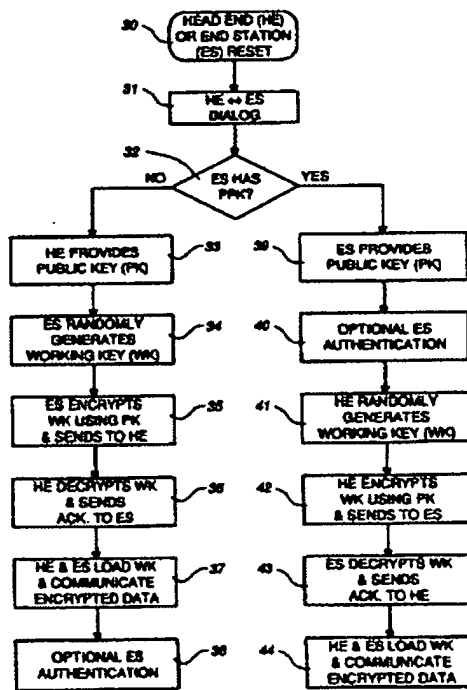 30
HEAD END (HE)
OR END STATION
(ES) RESET
31
HE ↔ ES
DIALOG
32
ES HAS
PPK?
NO
YES
HE PROVIDES
PUBLIC KEY (PK)
33
ES RANDOMLY
GENERATES
WORKING KEY (WK)
34
ES ENCRYPTS
WK USING PK
& SENDS TO HE
35
HE DECRYPTS WK
& SENDS
ACK. TO ES
36
HE & ES LOAD WK
& COMMUNICATE
ENCRYPTED DATA
37
OPTIONAL ES
AUTHENTICATION
38
39
ES PROVIDES
PUBLIC KEY (PK)
40
OPTIONAL ES
AUTHENTICATION
41
HE RANDOMLY
GENERATES
WORKING KEY (WK)
42
HE ENCRYPTS
WK USING PK
& SENDS TO ES
43
ES DECRYPTS WK
& SENDS
ACK. TO HE
44
HE & ES LOAD WK
& COMMUNICATE
ENCRYPTED DATA